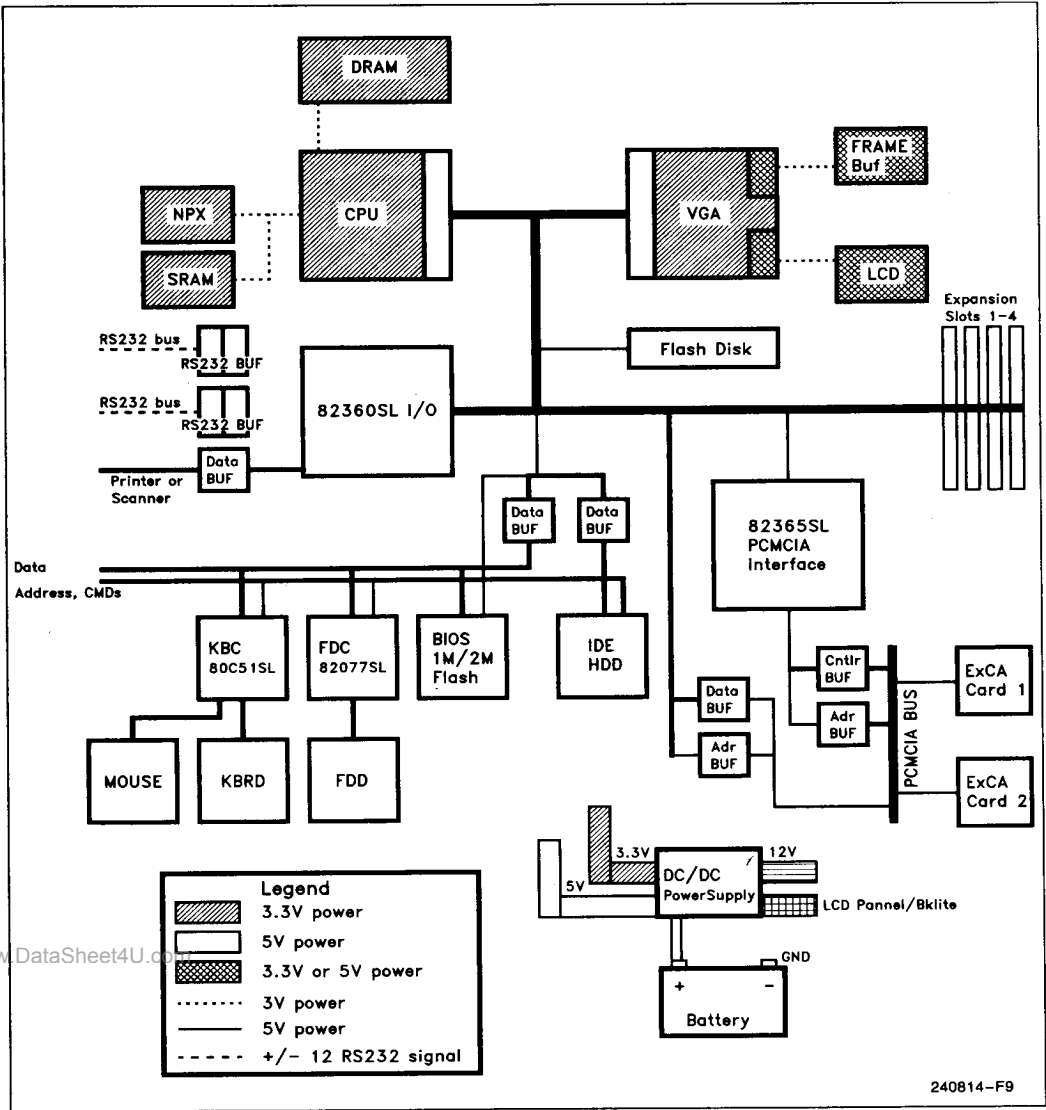 DRAM
FRAME
Buf
NPX
CPU
VGA
SRAM
LCD
Expansion
Slots 1-4
RS232 bus
RS232 BUF
Flash Disk
RS232 bus
RS232 BUF
82360SL I/O
Data
BUF
Printer or
Scanner
Data
BUF
Data
BUF
82365SL
PCMCIA
Interface
Data
Address, CMDs
KBC
80C51SL
FDC
82077SL
BIOS
1M/2M
Flash
IDE
HDD
Cntlr
BUF
ExCA
Card 1
Data
BUF
Adr
BUF
PCMCIA BUS
Adr
BUF
MOUSE
KBRD
FDD
ExCA
Card 2
3.3V
12V
5V
DC/DC
PowerSupply
LCD Pannel/Bklite
GND
+ -
Battery
Legend
3.3V power
5V power
3.3V or 5V power
3V power
5V power
+/- 12 RS232 signal
w.DataSheet4U.com
240814-F9